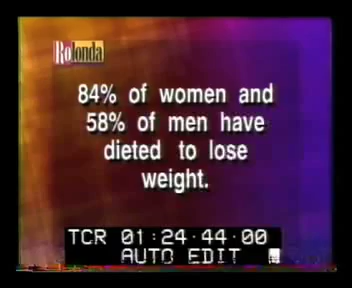 Rolonda
84% of women and
58% of men have
dieted to lose
weight.
TCR 01:24:44:00
AUTO EDIT